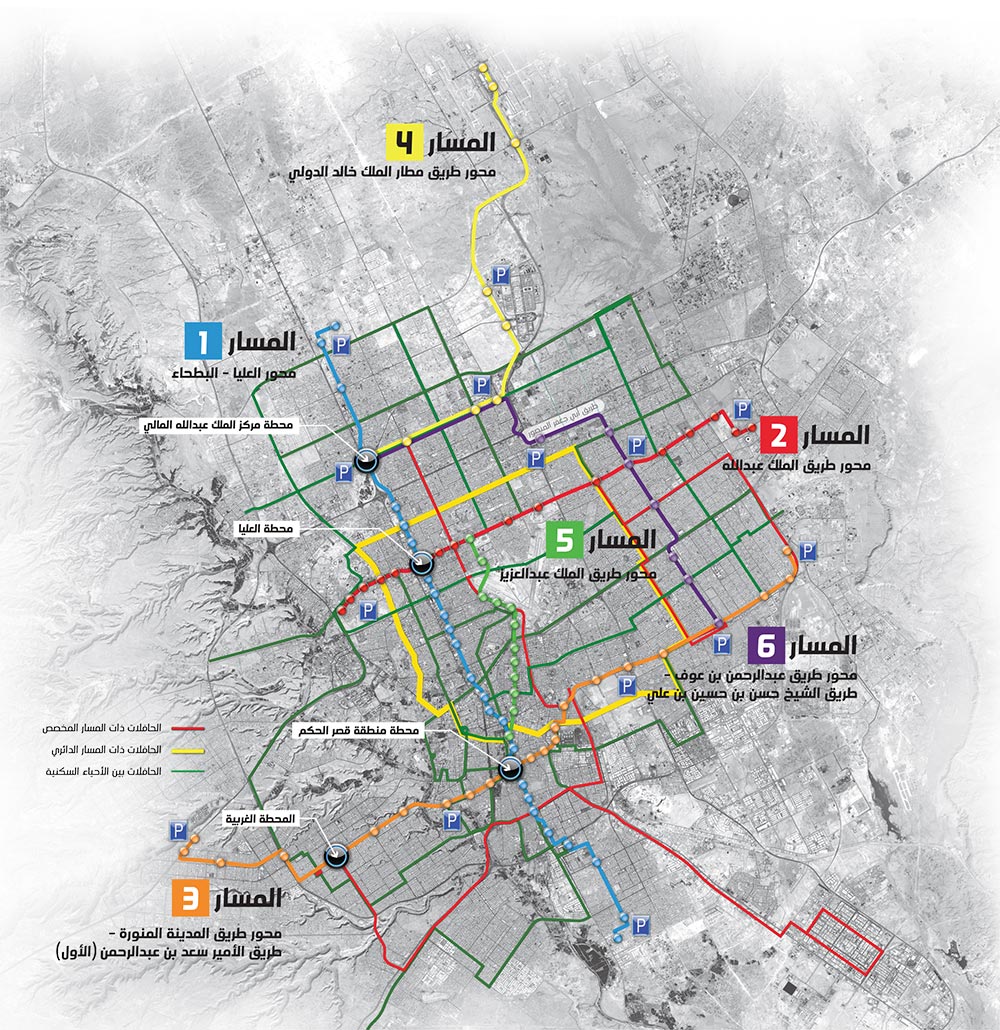 المسار 4
محور طريق مطار الملك خالد الدولي
P
المسار 1
P
محور العليا - البطحاء
P
P
محطة مركز الملك عبدالله المالي
طريق أبي جعفر المنصور
المسار 2
محور طريق الملك عبدالله
P
P
P
محطة العليا
المسار 5
محور طريق الملك عبدالعزيز
P
P
المسار 6
P
محور طريق عبدالرحمن بن عوف -
طريق الشيخ حسن بن حسين بن علي
P
الحافلات ذات المسار المخصص
الحافلات ذات المسار الدائري
الحافلات بين الأحياء السكنية
محطة منطقة قصر الحكم
المحطة الغربية
P
P
المسار 3
محور طريق المدينة المنورة -
طريق الأمير سعد بن عبدالرحمن (الأول)
P